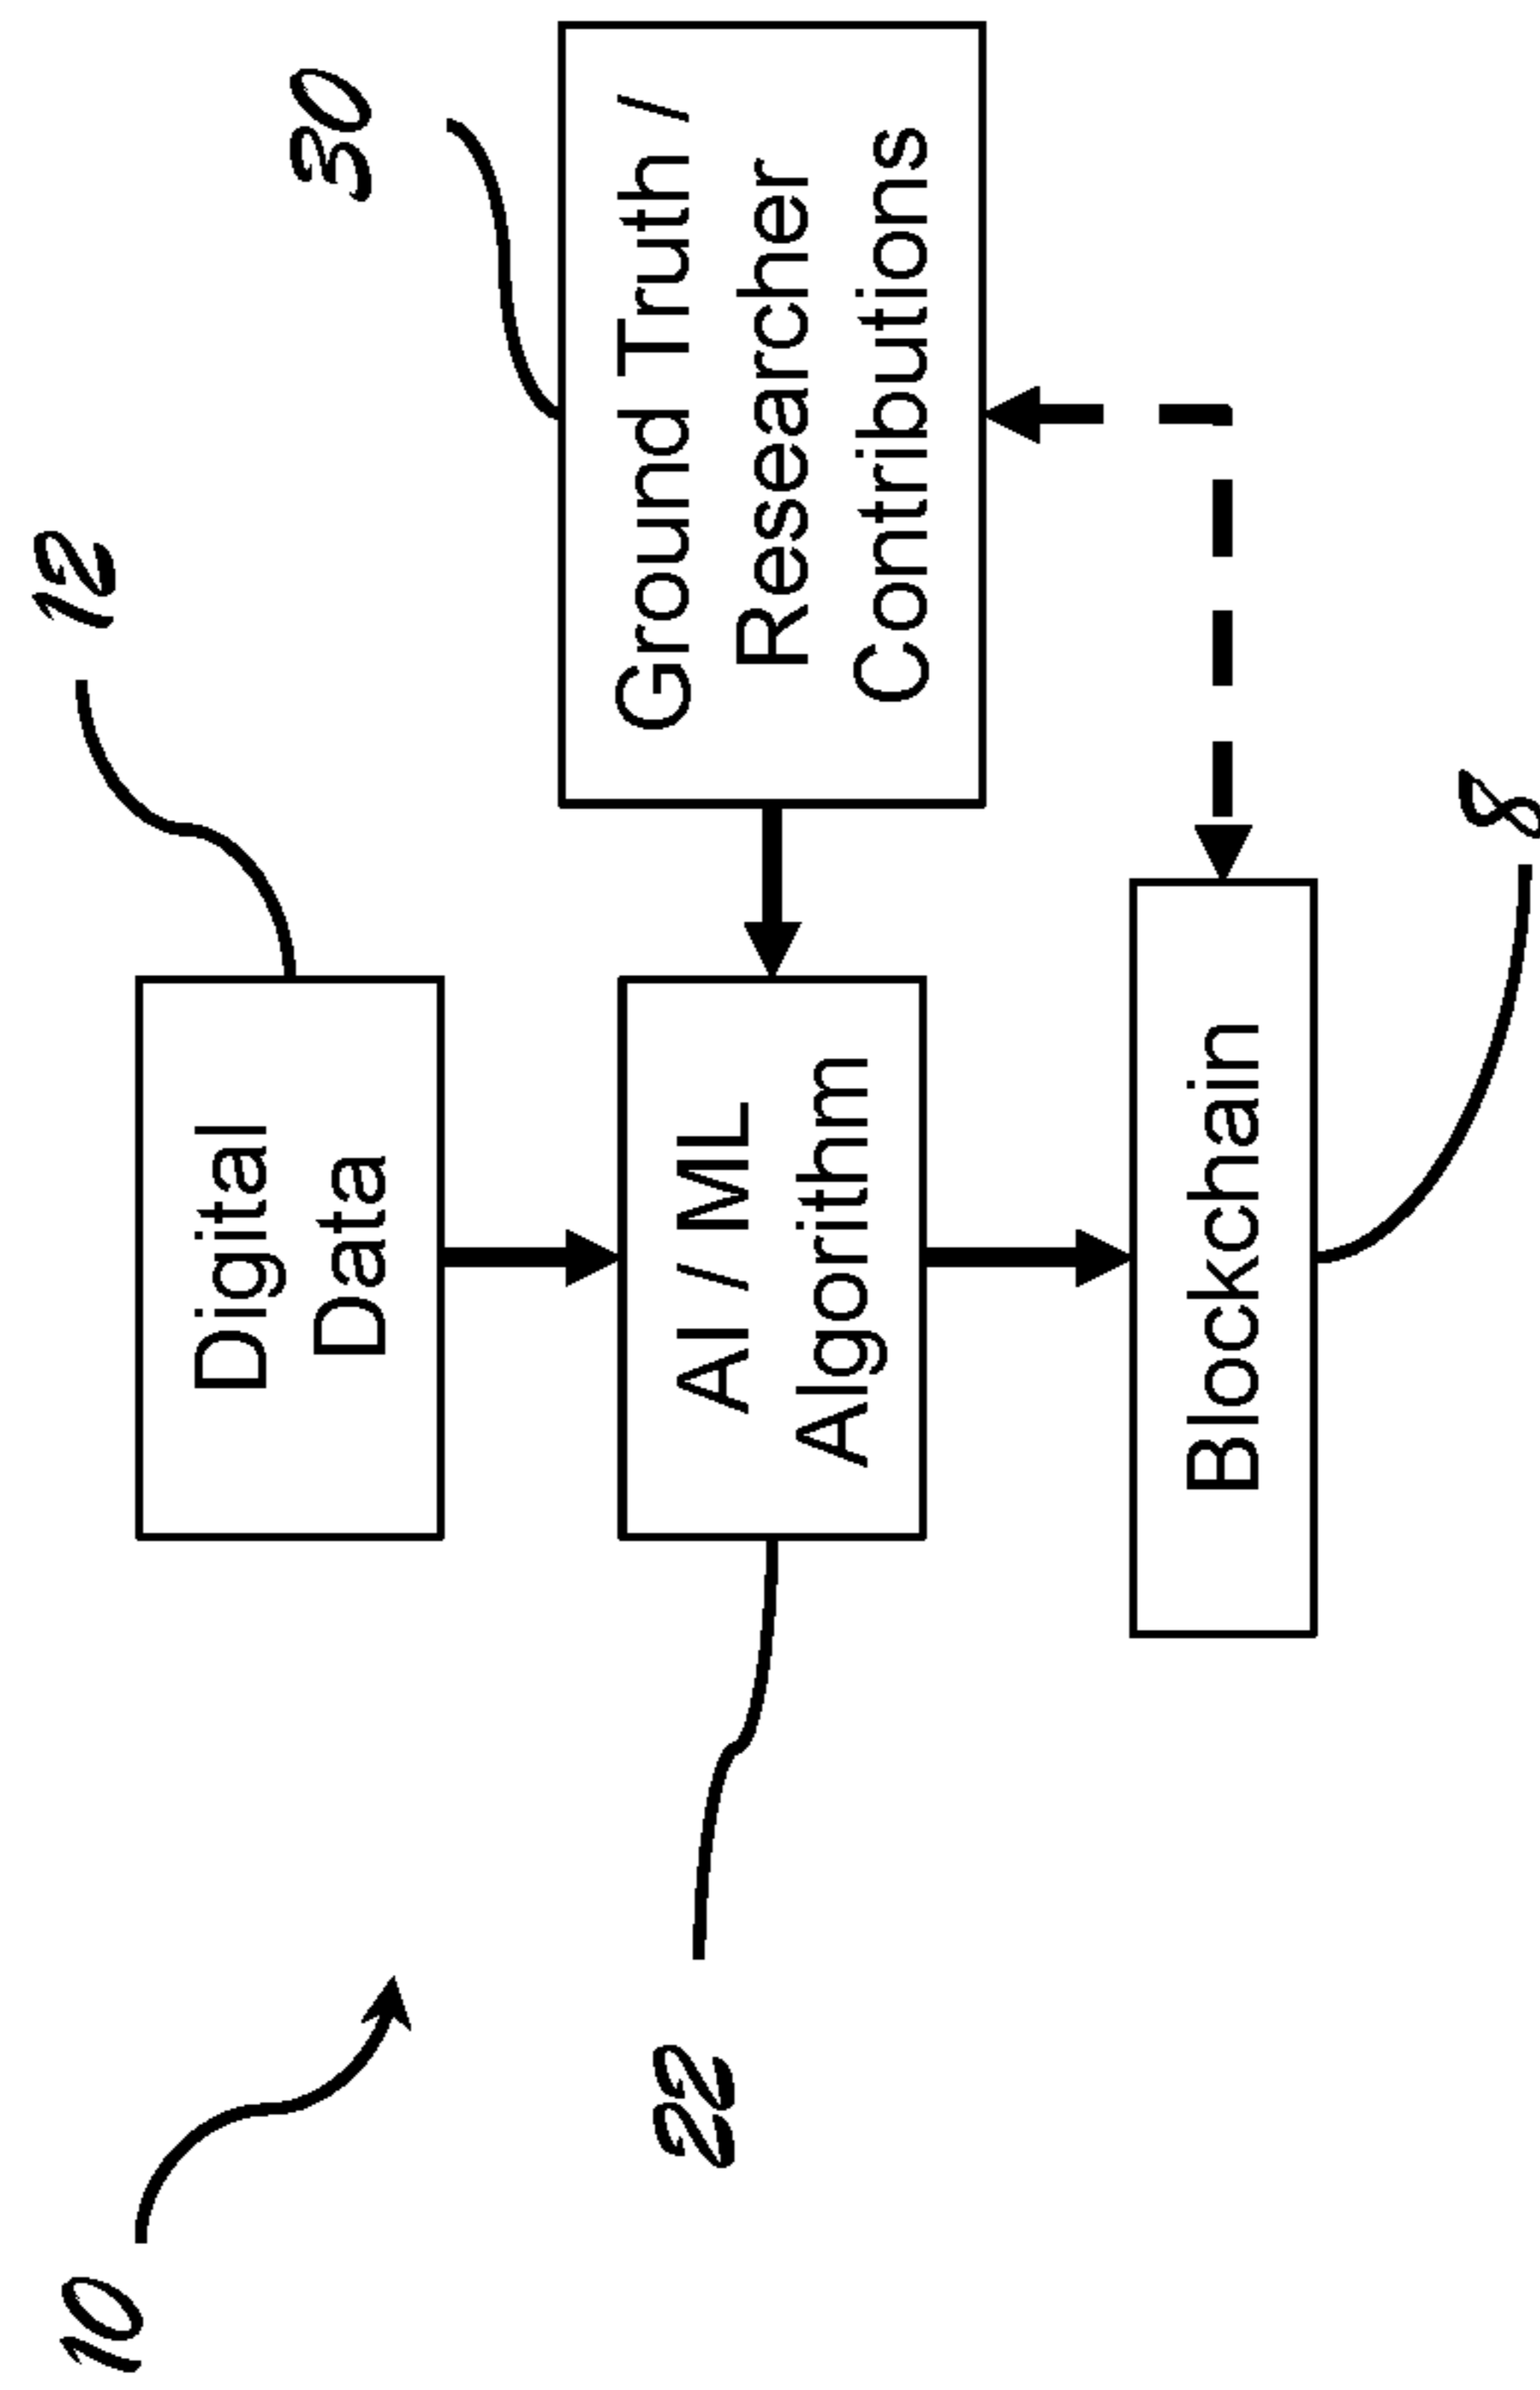 10
12
Digital
Data
30
22
AI / ML
Algorithm
Ground Truth /
Researcher
Contributions
Blockchain
8